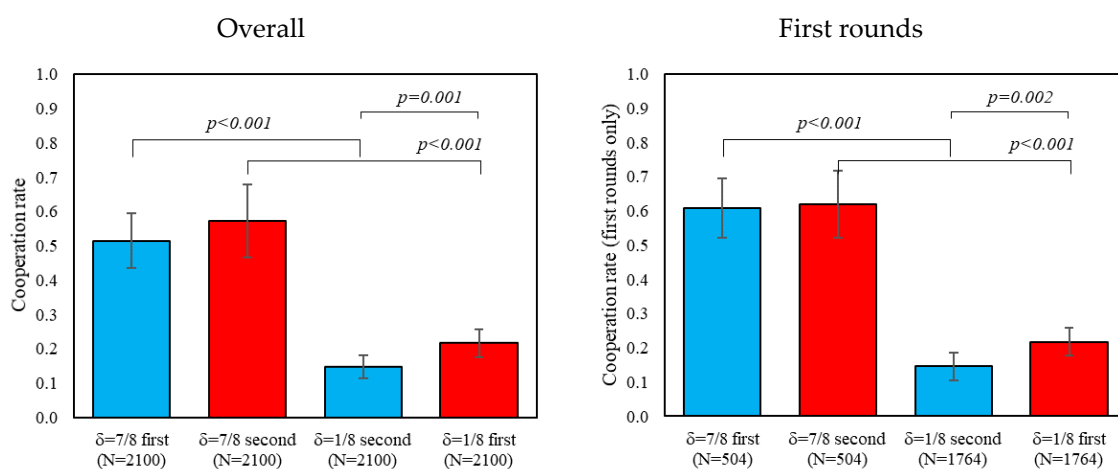 Overall
Cooperation rate
1.0
0.9
0.8
0.7
0.6
0.5
0.4
0.3
0.2
0.1
0.0
p=0.001
p<0.001
p<0.001
δ=7/8 first
(N=2100)
δ=7/8 second
(N=2100)
δ=1/8 second
(N=2100)
δ=1/8 first
(N=2100)
First rounds
Cooperation rate (first rounds only)
1.0
0.9
0.8
0.7
0.6
0.5
0.4
0.3
0.2
0.1
0.0
p=0.002
p<0.001
p<0.001
δ=7/8 first
(N=504)
δ=7/8 second
(N=504)
δ=1/8 second
(N=1764)
δ=1/8 first
(N=1764)